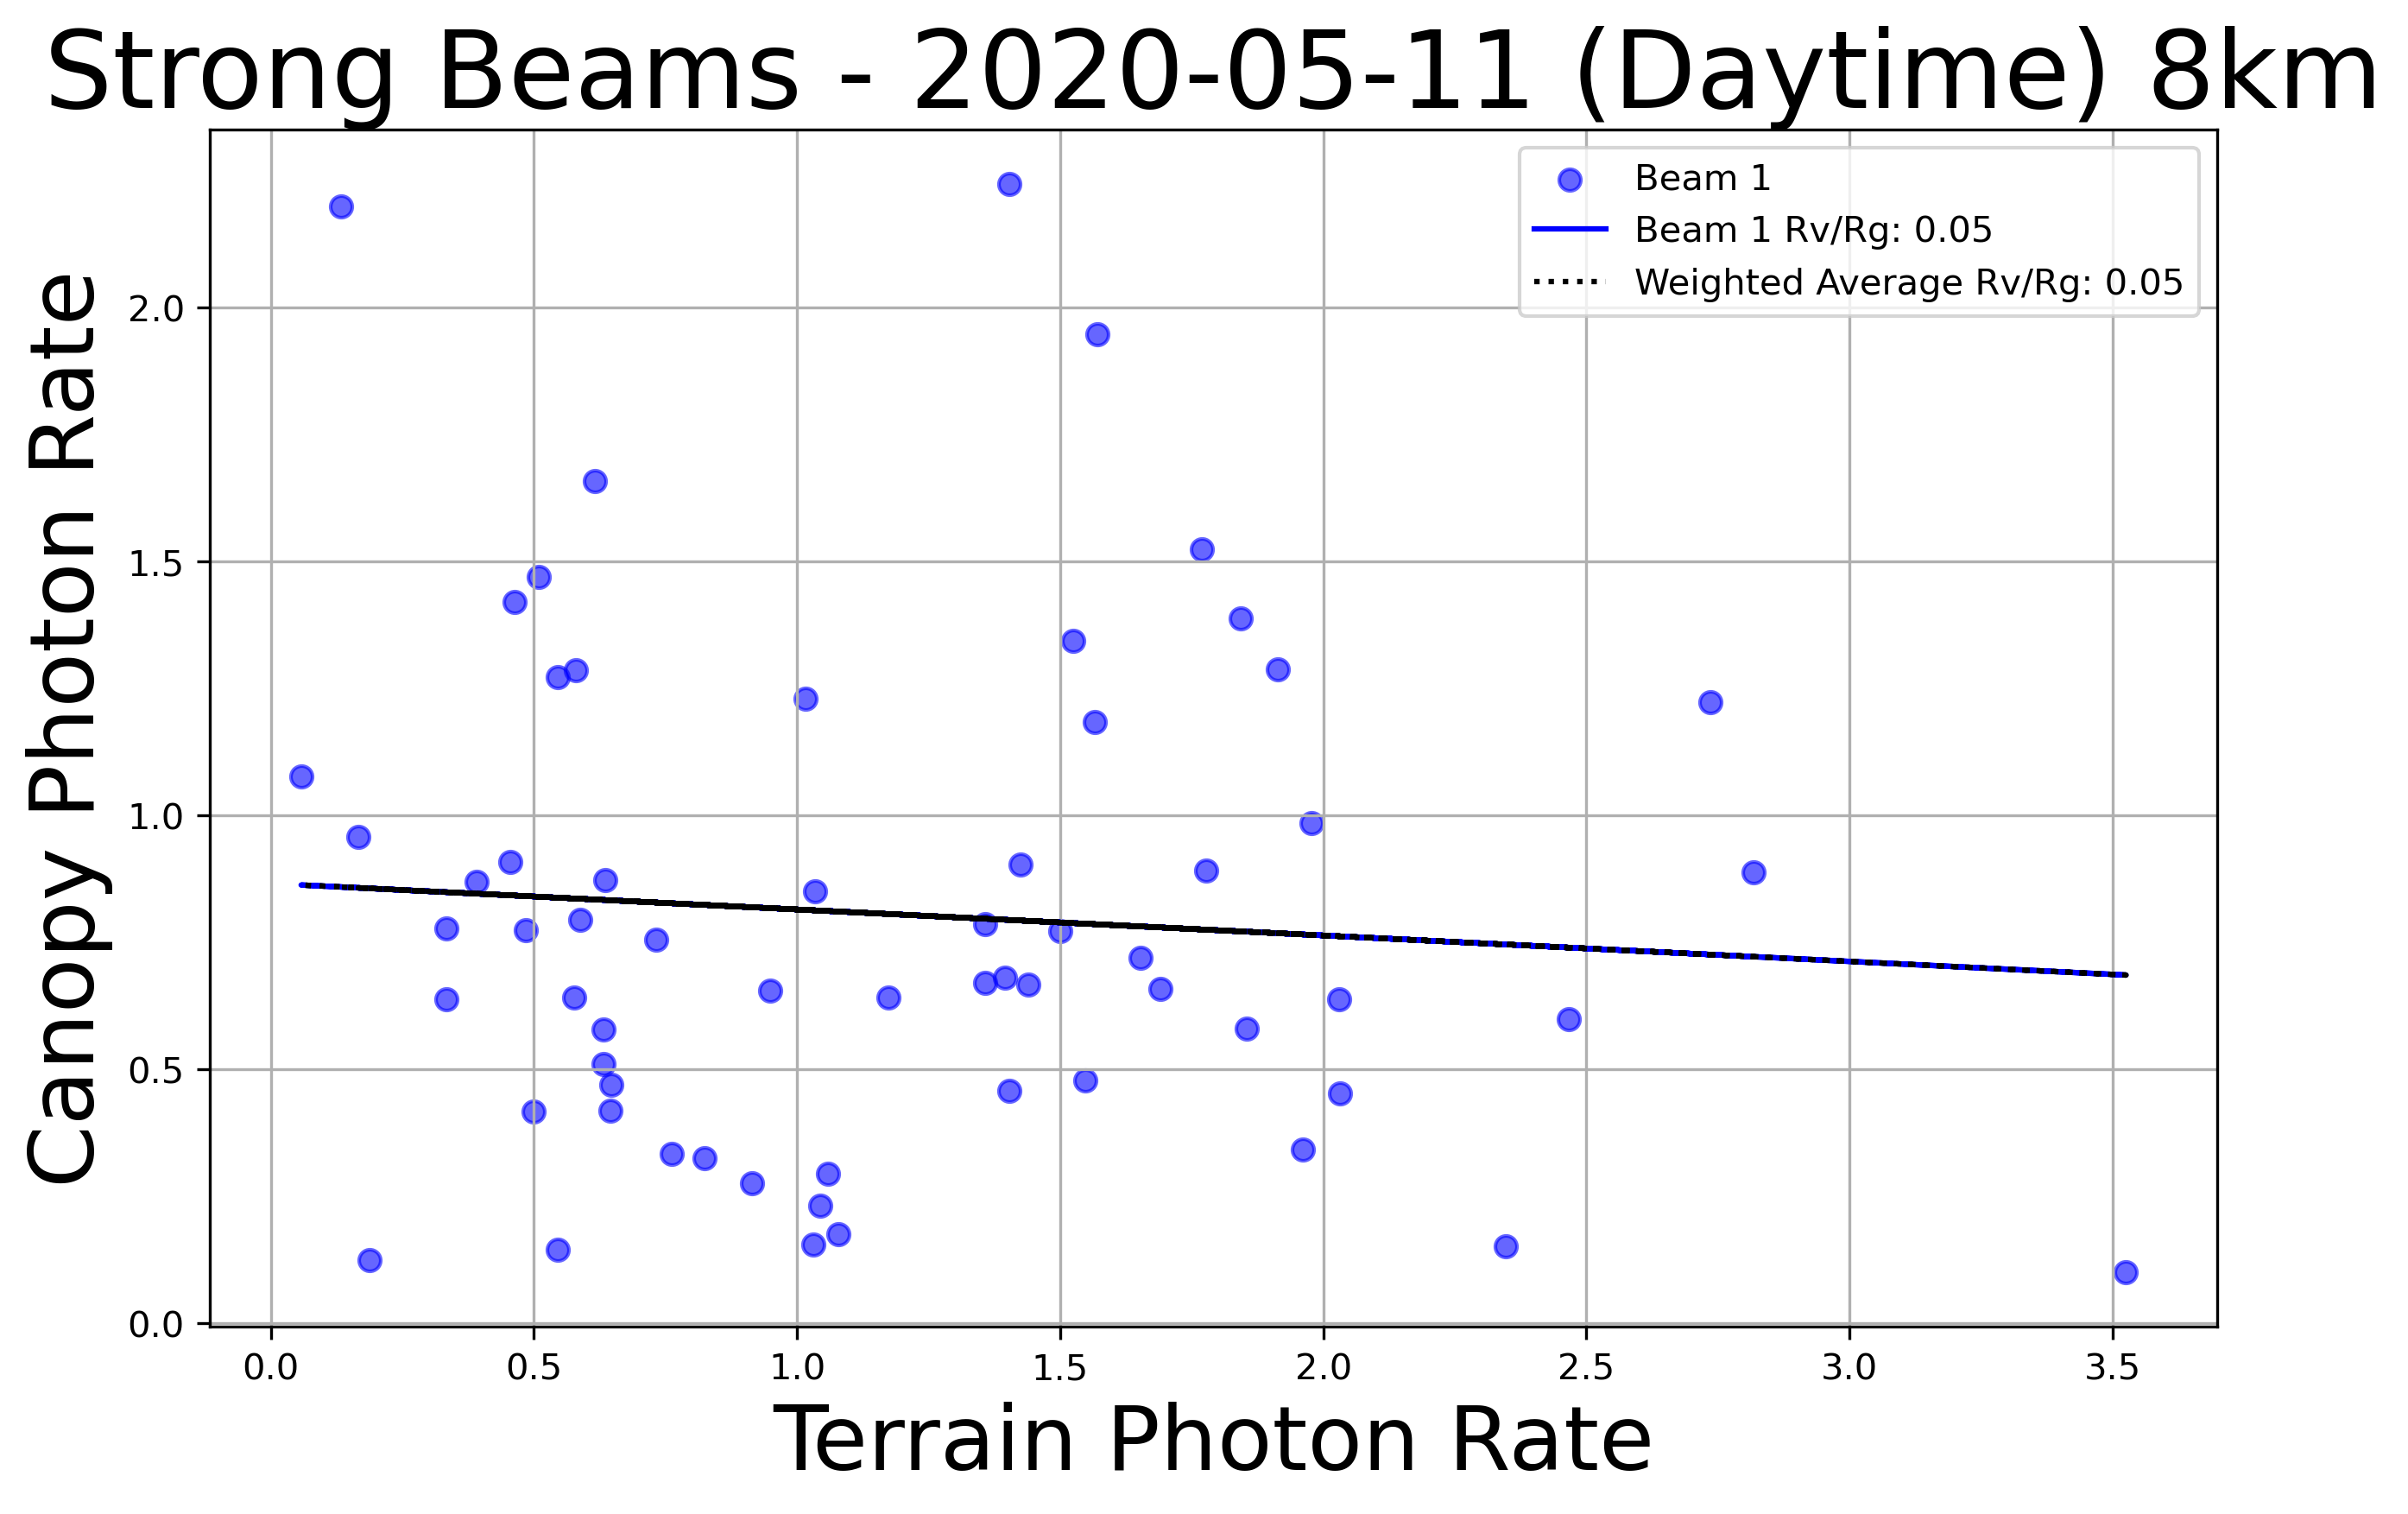 Strong Beams - 2020-05-11 (Daytime) 8km
Beam 1
Beam 1 Rv/Rg: 0.05
Weighted Average Rv/Rg: 0.05
Canopy Photon Rate
2.0
1.5
1.0
0.5
0.0
0.0 0.5 1.0 1.5 2.0 2.5 3.0 3.5
Terrain Photon Rate